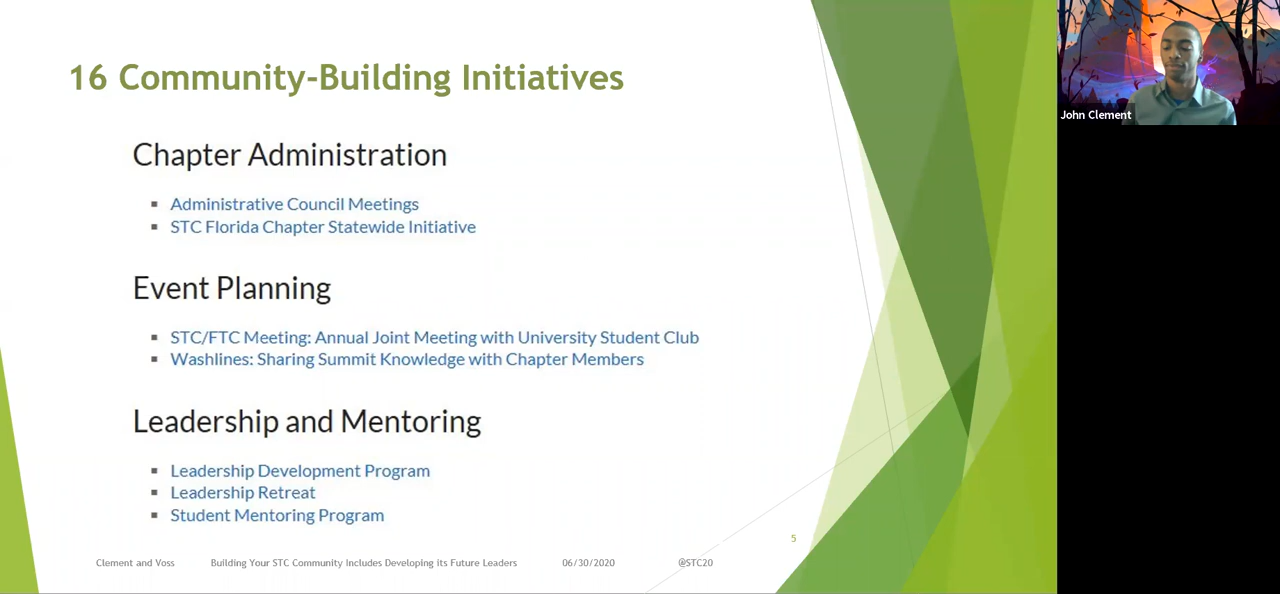 16 Community-Building Initiatives
Chapter Administration
Administrative Council Meetings
STC Florida Chapter Statewide Initiative
Event Planning
STC/FTC Meeting: Annual Joint Meeting with University Student Club
Washlines: Sharing Summit Knowledge with Chapter Members
Leadership and Mentoring
Leadership Development Program
Leadership Retreat
Student Mentoring Program
5
Clement and Voss Building Your STC Community Includes Developing its Future Leaders 06/30/2020 @STC20
John Clement